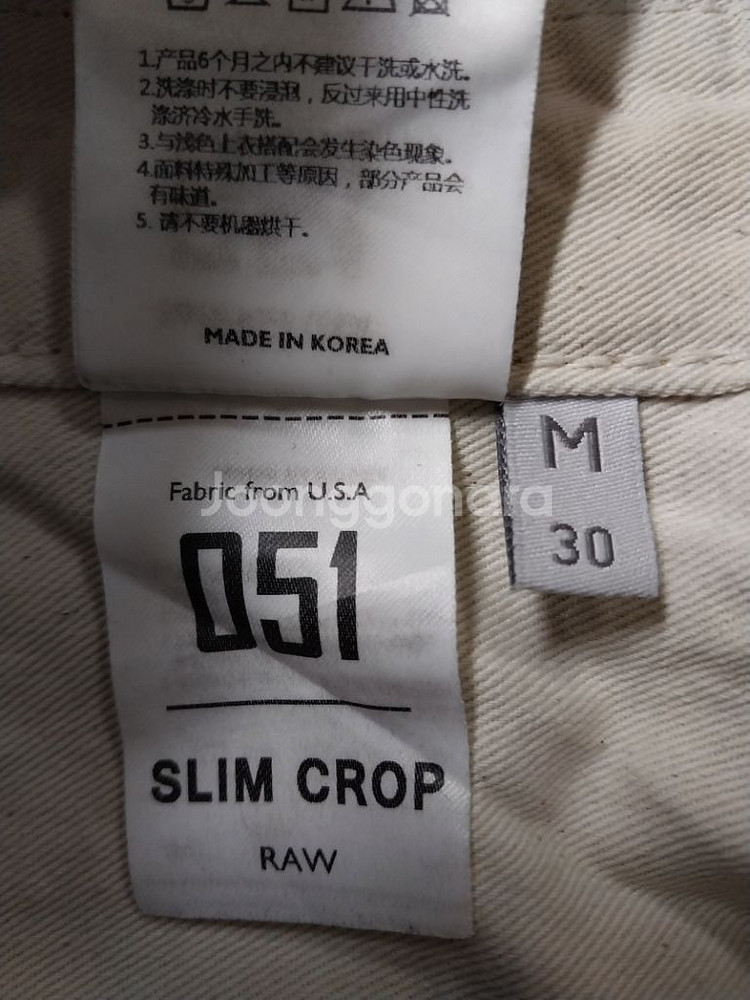 1.产品6个月之内不建议干洗或水洗。
2.洗涤时不要浸泡，反过来用中性洗
涤济冷水手洗。
3.与浅色上衣搭配会发生染色现象。
4.面料特殊加工等原因，部分产品会
有味道。
5. 请不要机器烘干。
MADE IN KOREA
M
30
Fabric from U.S.A
Joonggonara
051
SLIM CROP
RAW